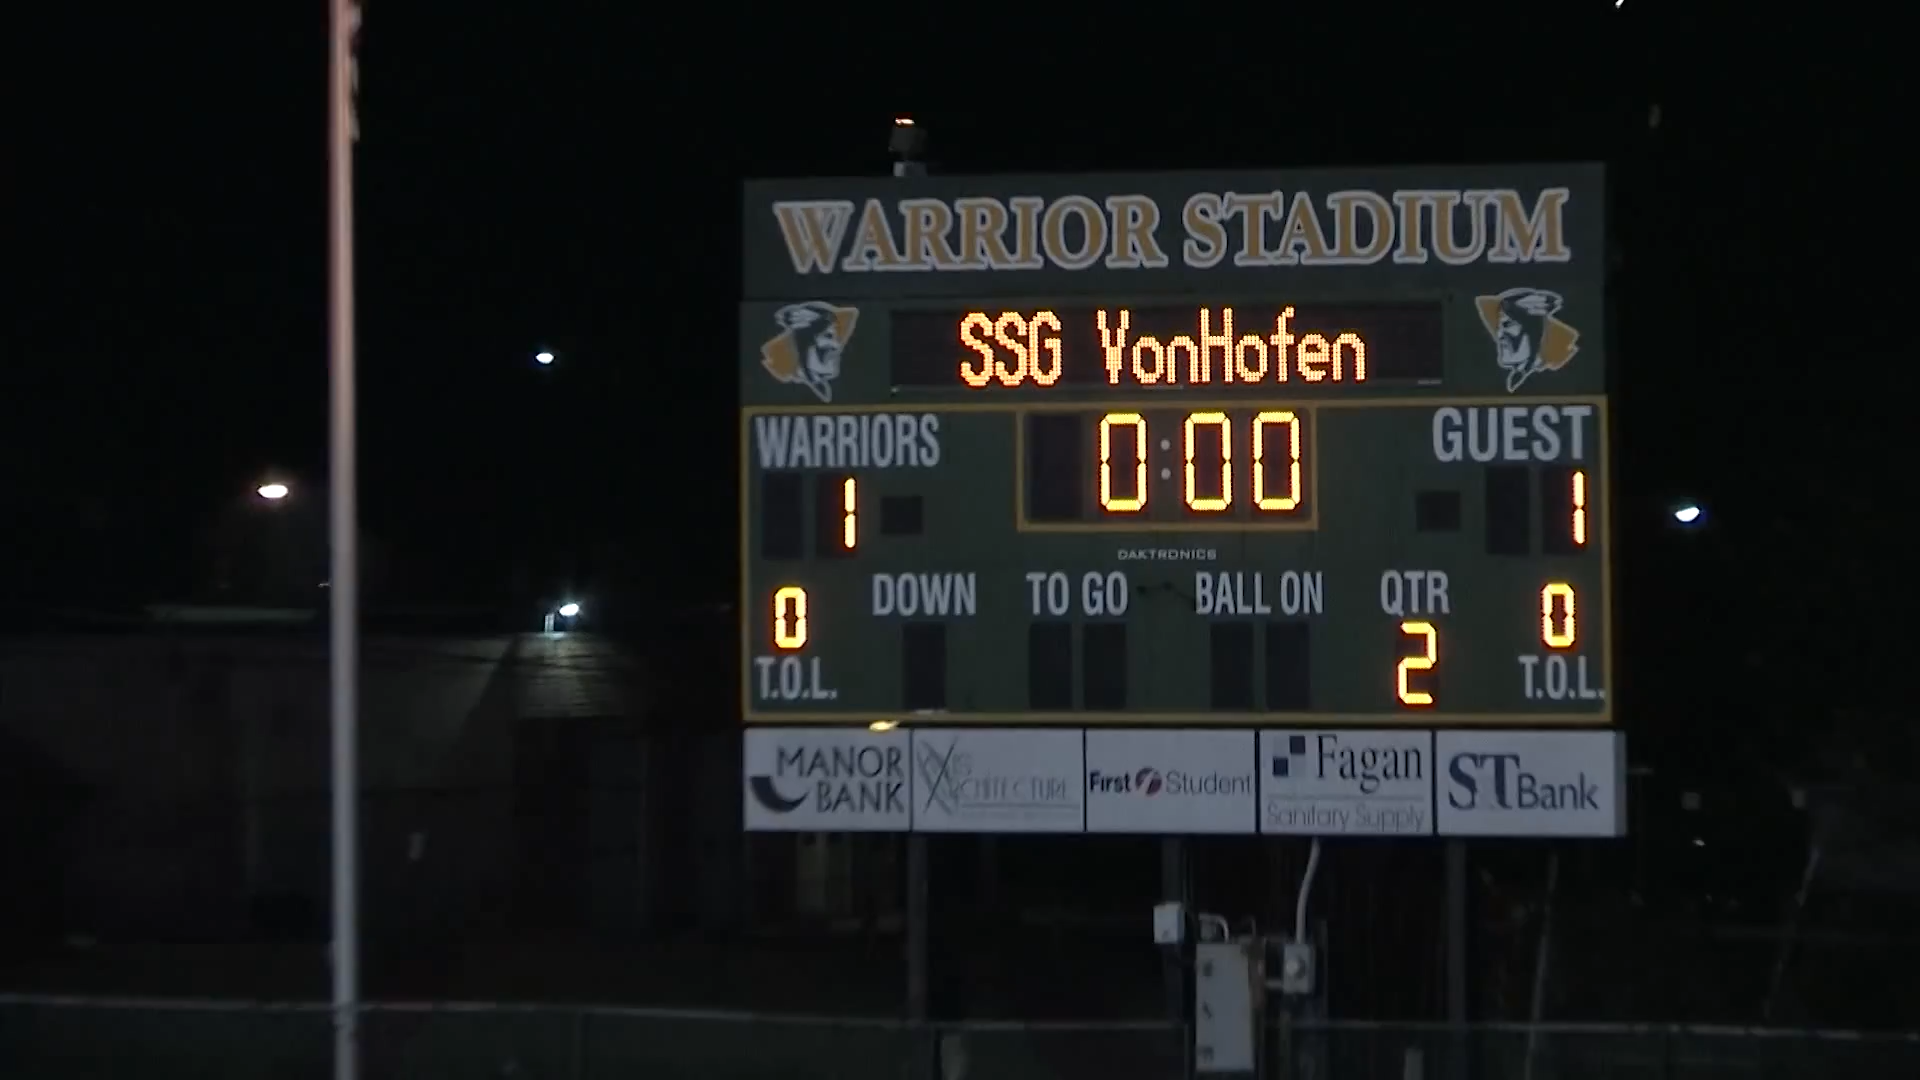 WARRIOR STADIUM
SSG VonHofen
WARRIORS
0:00
GUEST
1
1
DAKTRONICS
DOWN TO GO BALL ON QTR
0
2
0
T.O.L.
T.O.L.
MANOR
BANK
First Student
Fagan
Sanitary Supply
ST Bank